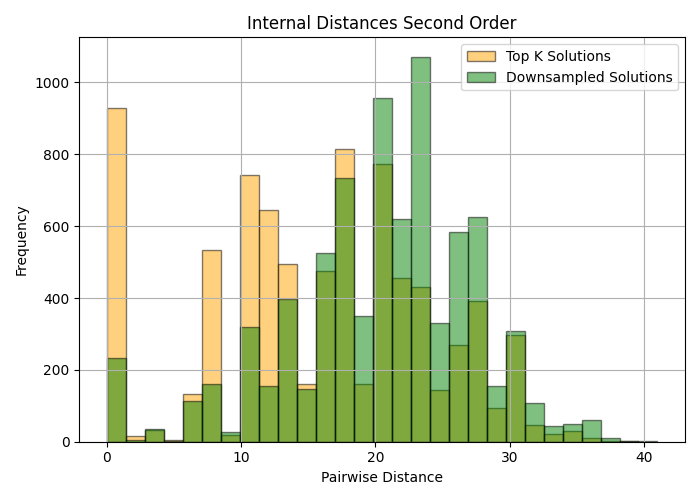 Internal Distances Second Order
Top K Solutions
Downsampled Solutions
1000
800
600
400
200
0
Frequency
0 10 20 30 40
Pairwise Distance